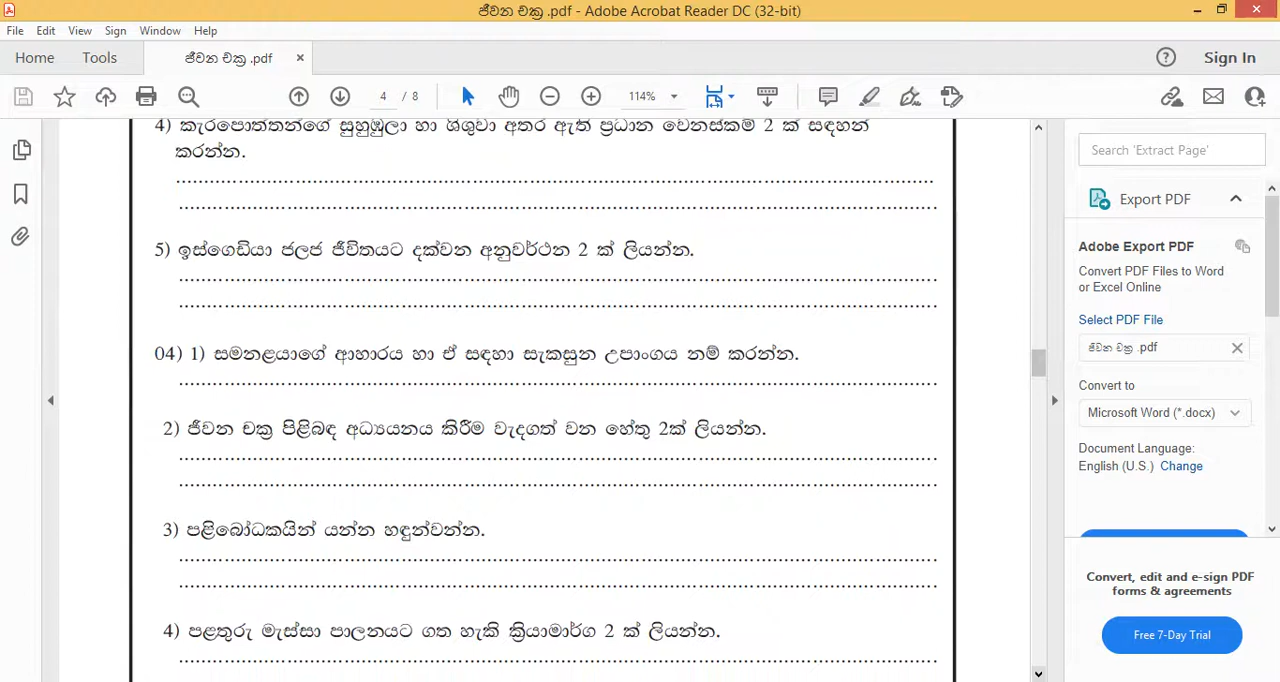 ජීවන චක්‍ර .pdf - Adobe Acrobat Reader DC (32-bit)
File Edit View Sign Window Help
Home Tools ජීවන චක්‍ර .pdf × Sign In
4 / 8 114%
4) කැරපොත්තන්ගේ සුහුඹුලා හා ශිශුවා අතර ඇති ප්‍රධාන වෙනස්කම් 2 ක් සඳහන්
කරන්න.
5) ඉස්ගෙඩියා ජලජ ජීවිතයට දක්වන අනුවර්ථන 2 ක් ලියන්න.
04) 1) සමනළයාගේ ආහාරය හා ඒ සඳහා සැකසුන උපාංගය නම් කරන්න.
2) ජීවන චක්‍ර පිළිබඳ අධ්‍යයනය කිරීම වැදගත් වන හේතු 2ක් ලියන්න.
3) පළිබෝධකයින් යන්න හඳුන්වන්න.
4) පළතුරු මැස්සා පාලනයට ගත හැකි ක්‍රියාමාර්ග 2 ක් ලියන්න.
Search 'Extract Page'
Export PDF
Adobe Export PDF
Convert PDF Files to Word
or Excel Online
Select PDF File
ජීවන චක්‍ර .pdf
Convert to
Microsoft Word (*.docx)
Document Language:
English (U.S.) Change
Convert, edit and e-sign PDF
forms & agreements
Free 7-Day Trial